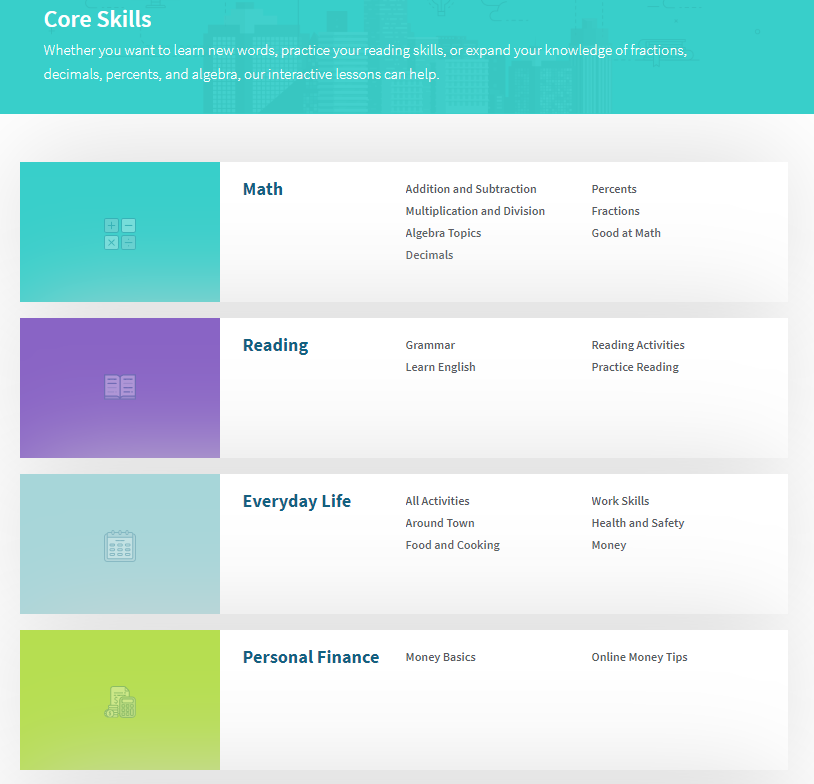 Core Skills
Whether you want to learn new words, practice your reading skills, or expand your knowledge of fractions,
decimals, percents, and algebra, our interactive lessons can help.
Math
Addition and Subtraction
Multiplication and Division
Algebra Topics
Decimals
Percents
Fractions
Good at Math
Reading
Grammar
Learn English
Reading Activities
Practice Reading
Everyday Life
All Activities
Around Town
Food and Cooking
Work Skills
Health and Safety
Money
Personal Finance
Money Basics
Online Money Tips